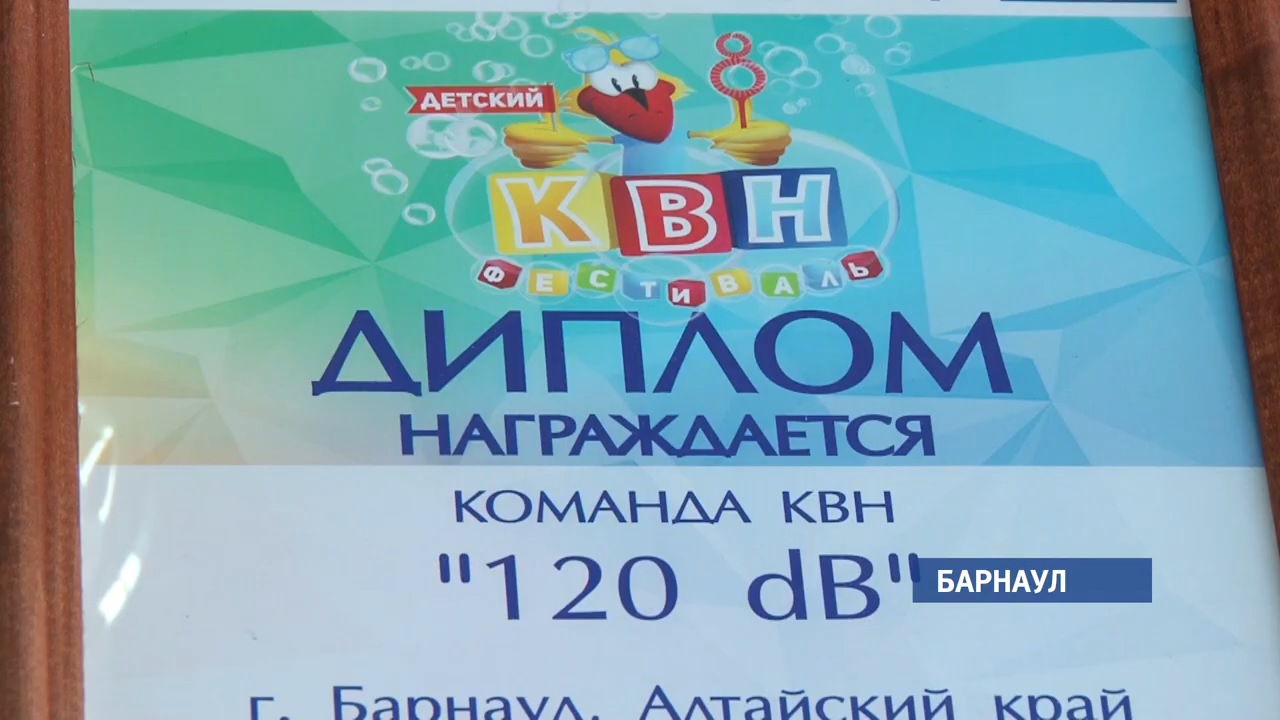 ДЕТСКИЙ
КВН
ФЕСТИВАЛЬ
ДИПЛОМ
НАГРАЖДАЕТСЯ
КОМАНДА КВН
"120 dB"
БАРНАУЛ
г. Барнаул, Алтайский край